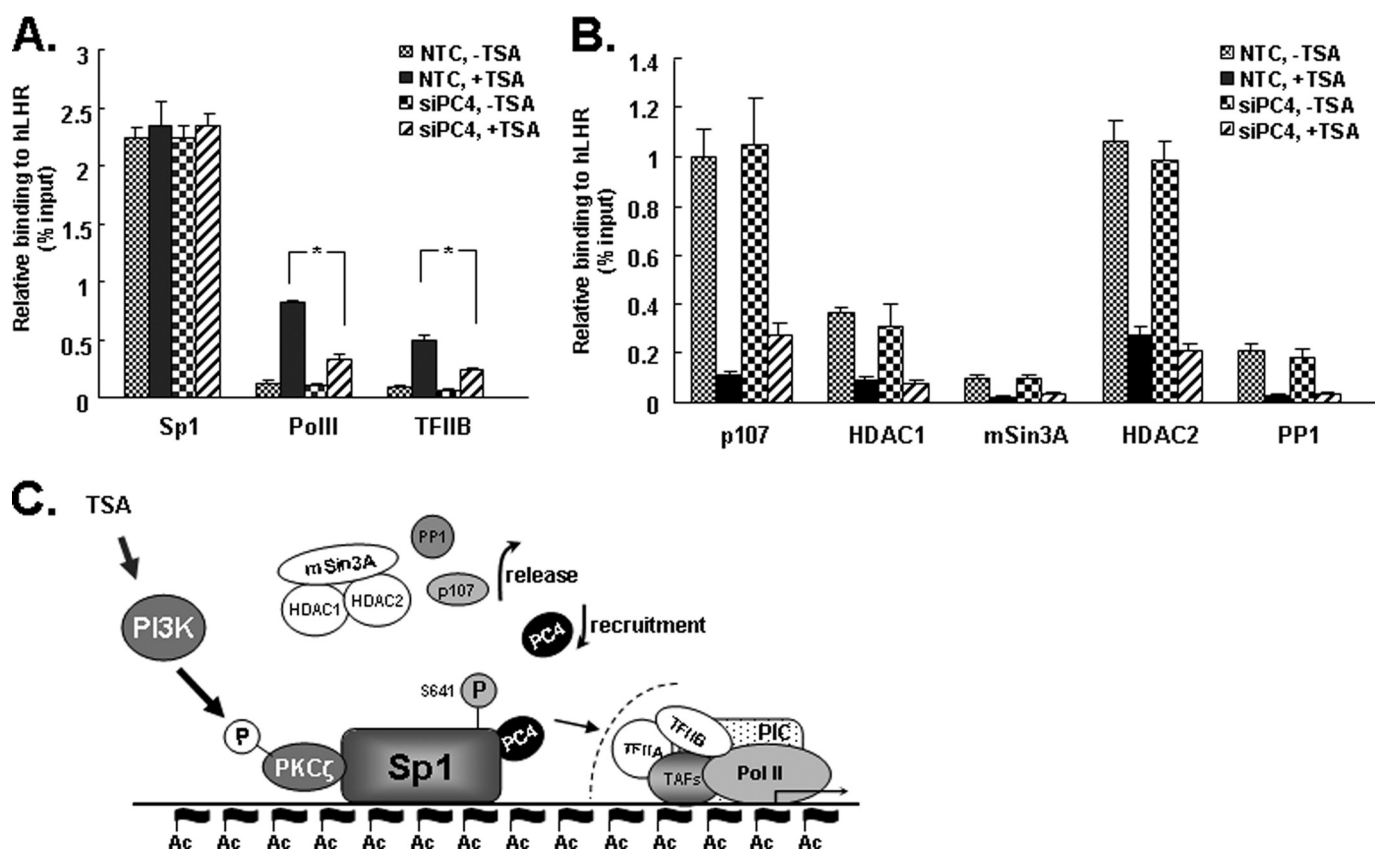 A.
Relative binding to hLHR
(% input)
3
2.5
2
1.5
1
0.5
0
NTC, -TSA
NTC, +TSA
siPC4, -TSA
siPC4, +TSA
*
*
Sp1
PolII
TFIIB
B.
Relative binding to hLHR
(% input)
1.4
1.2
1
0.8
0.6
0.4
0.2
0
NTC, -TSA
NTC, +TSA
siPC4, -TSA
siPC4, +TSA
p107
HDAC1
mSin3A
HDAC2
PP1
C.
TSA
PI3K
mSin3A
HDAC1
HDAC2
PP1
p107
release
PC4
recruitment
S641
P
P
PKCζ
Sp1
PC4
TFIIA
TFIIB
PIC
TAFs
Pol II
Ac Ac Ac Ac Ac Ac Ac Ac Ac Ac Ac Ac Ac Ac